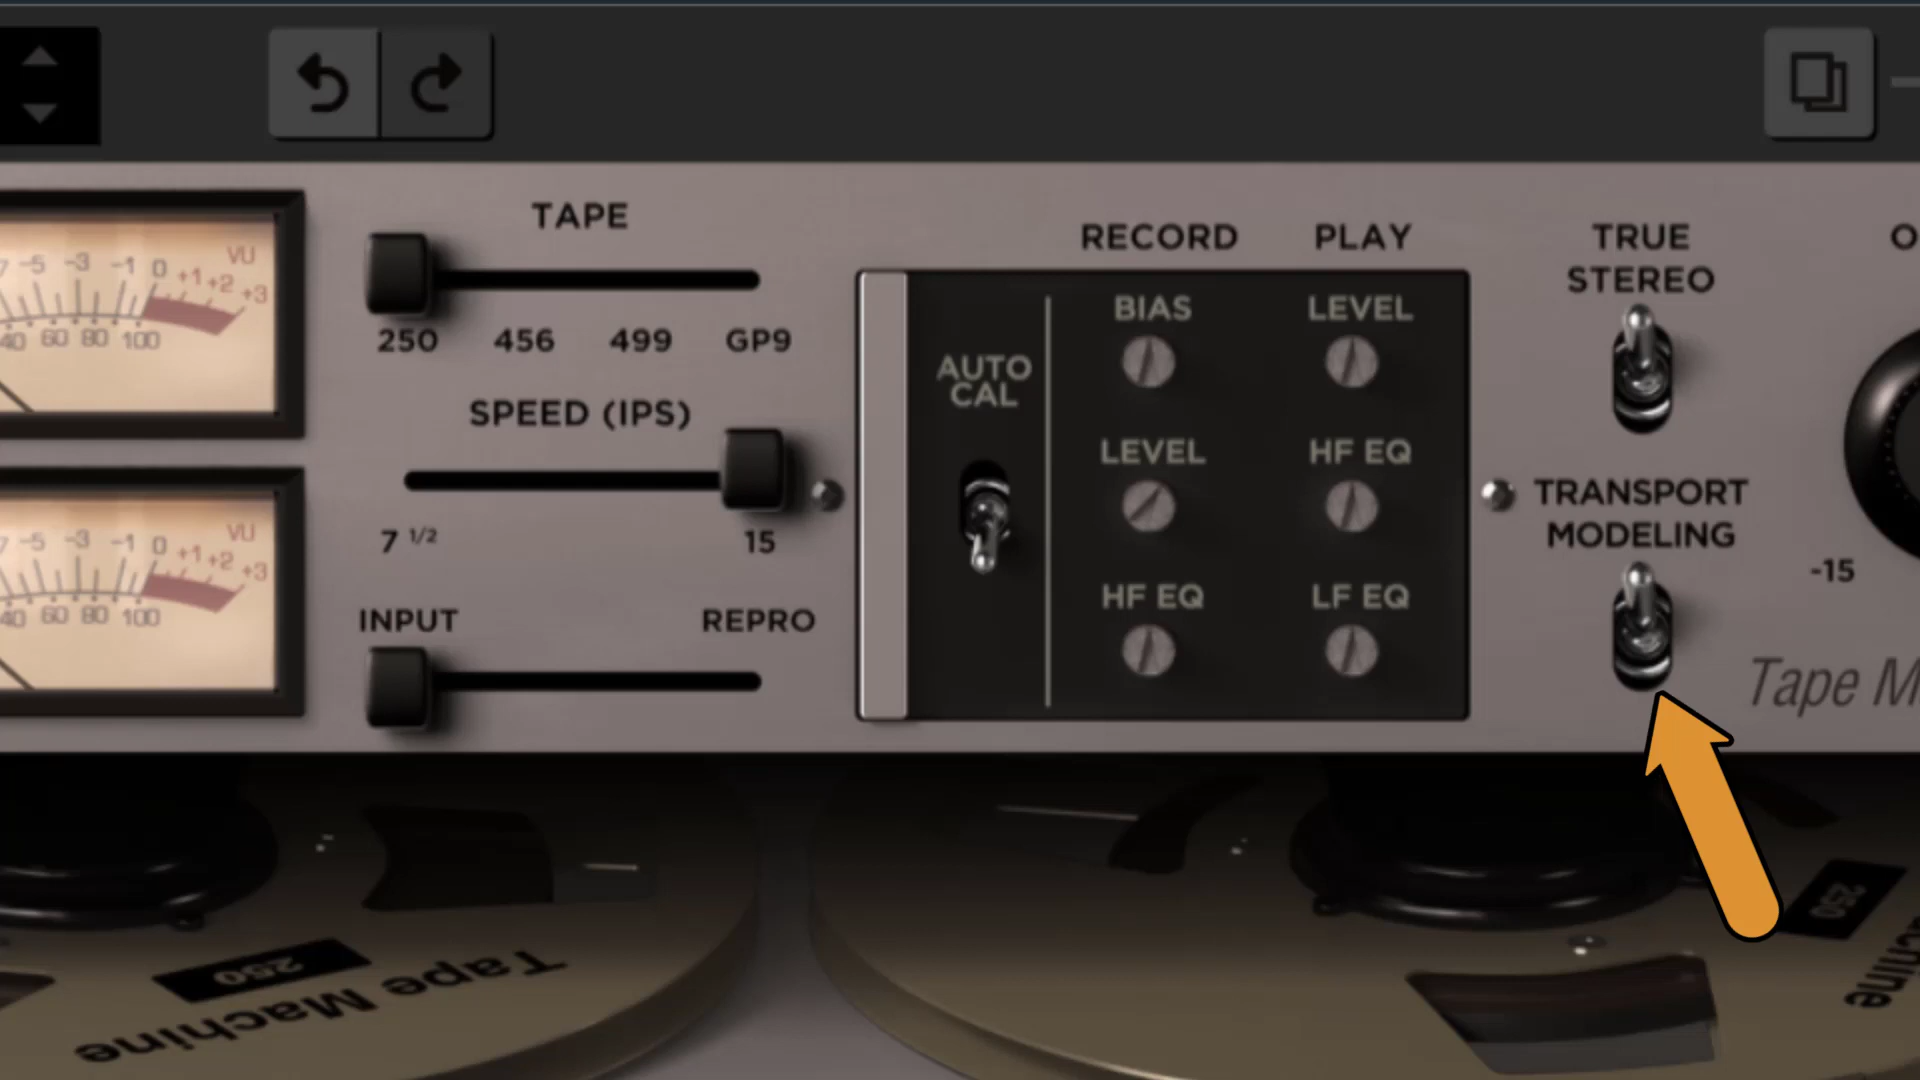 TAPE
250 456 499 GP9
SPEED (IPS)
7 1/2 15
INPUT REPRO
-5 -3 -1 0 +1 +2 +3 VU
40 60 80 100
-5 -3 -1 0 +1 +2 +3 VU
40 60 80 100
RECORD PLAY
AUTO
CAL
BIAS LEVEL
LEVEL HF EQ
HF EQ LF EQ
TRUE
STEREO
TRANSPORT
MODELING
-15
Tape M
250
Tape Machine
250